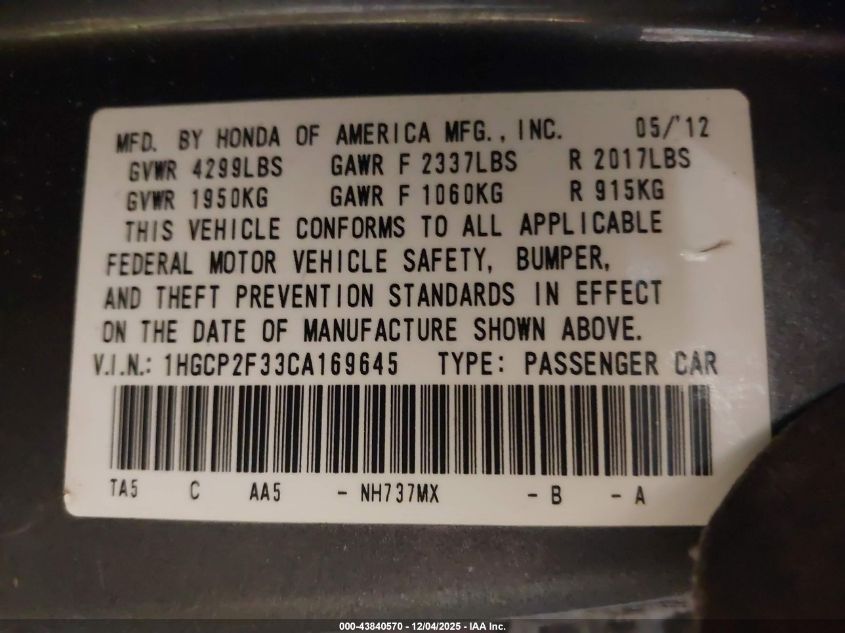 MFD. BY HONDA OF AMERICA MFG., INC. 05/'12
GVWR 4299LBS GAWR F 2337LBS R 2017LBS
GVWR 1950KG GAWR F 1060KG R 915KG
THIS VEHICLE CONFORMS TO ALL APPLICABLE
FEDERAL MOTOR VEHICLE SAFETY, BUMPER,
AND THEFT PREVENTION STANDARDS IN EFFECT
ON THE DATE OF MANUFACTURE SHOWN ABOVE.
V.I.N.: 1HGCP2F33CA169645 TYPE: PASSENGER CAR
TA5 C AA5 - NH737MX - B - A
000-43840570 - 12/04/2025 - IAA Inc.